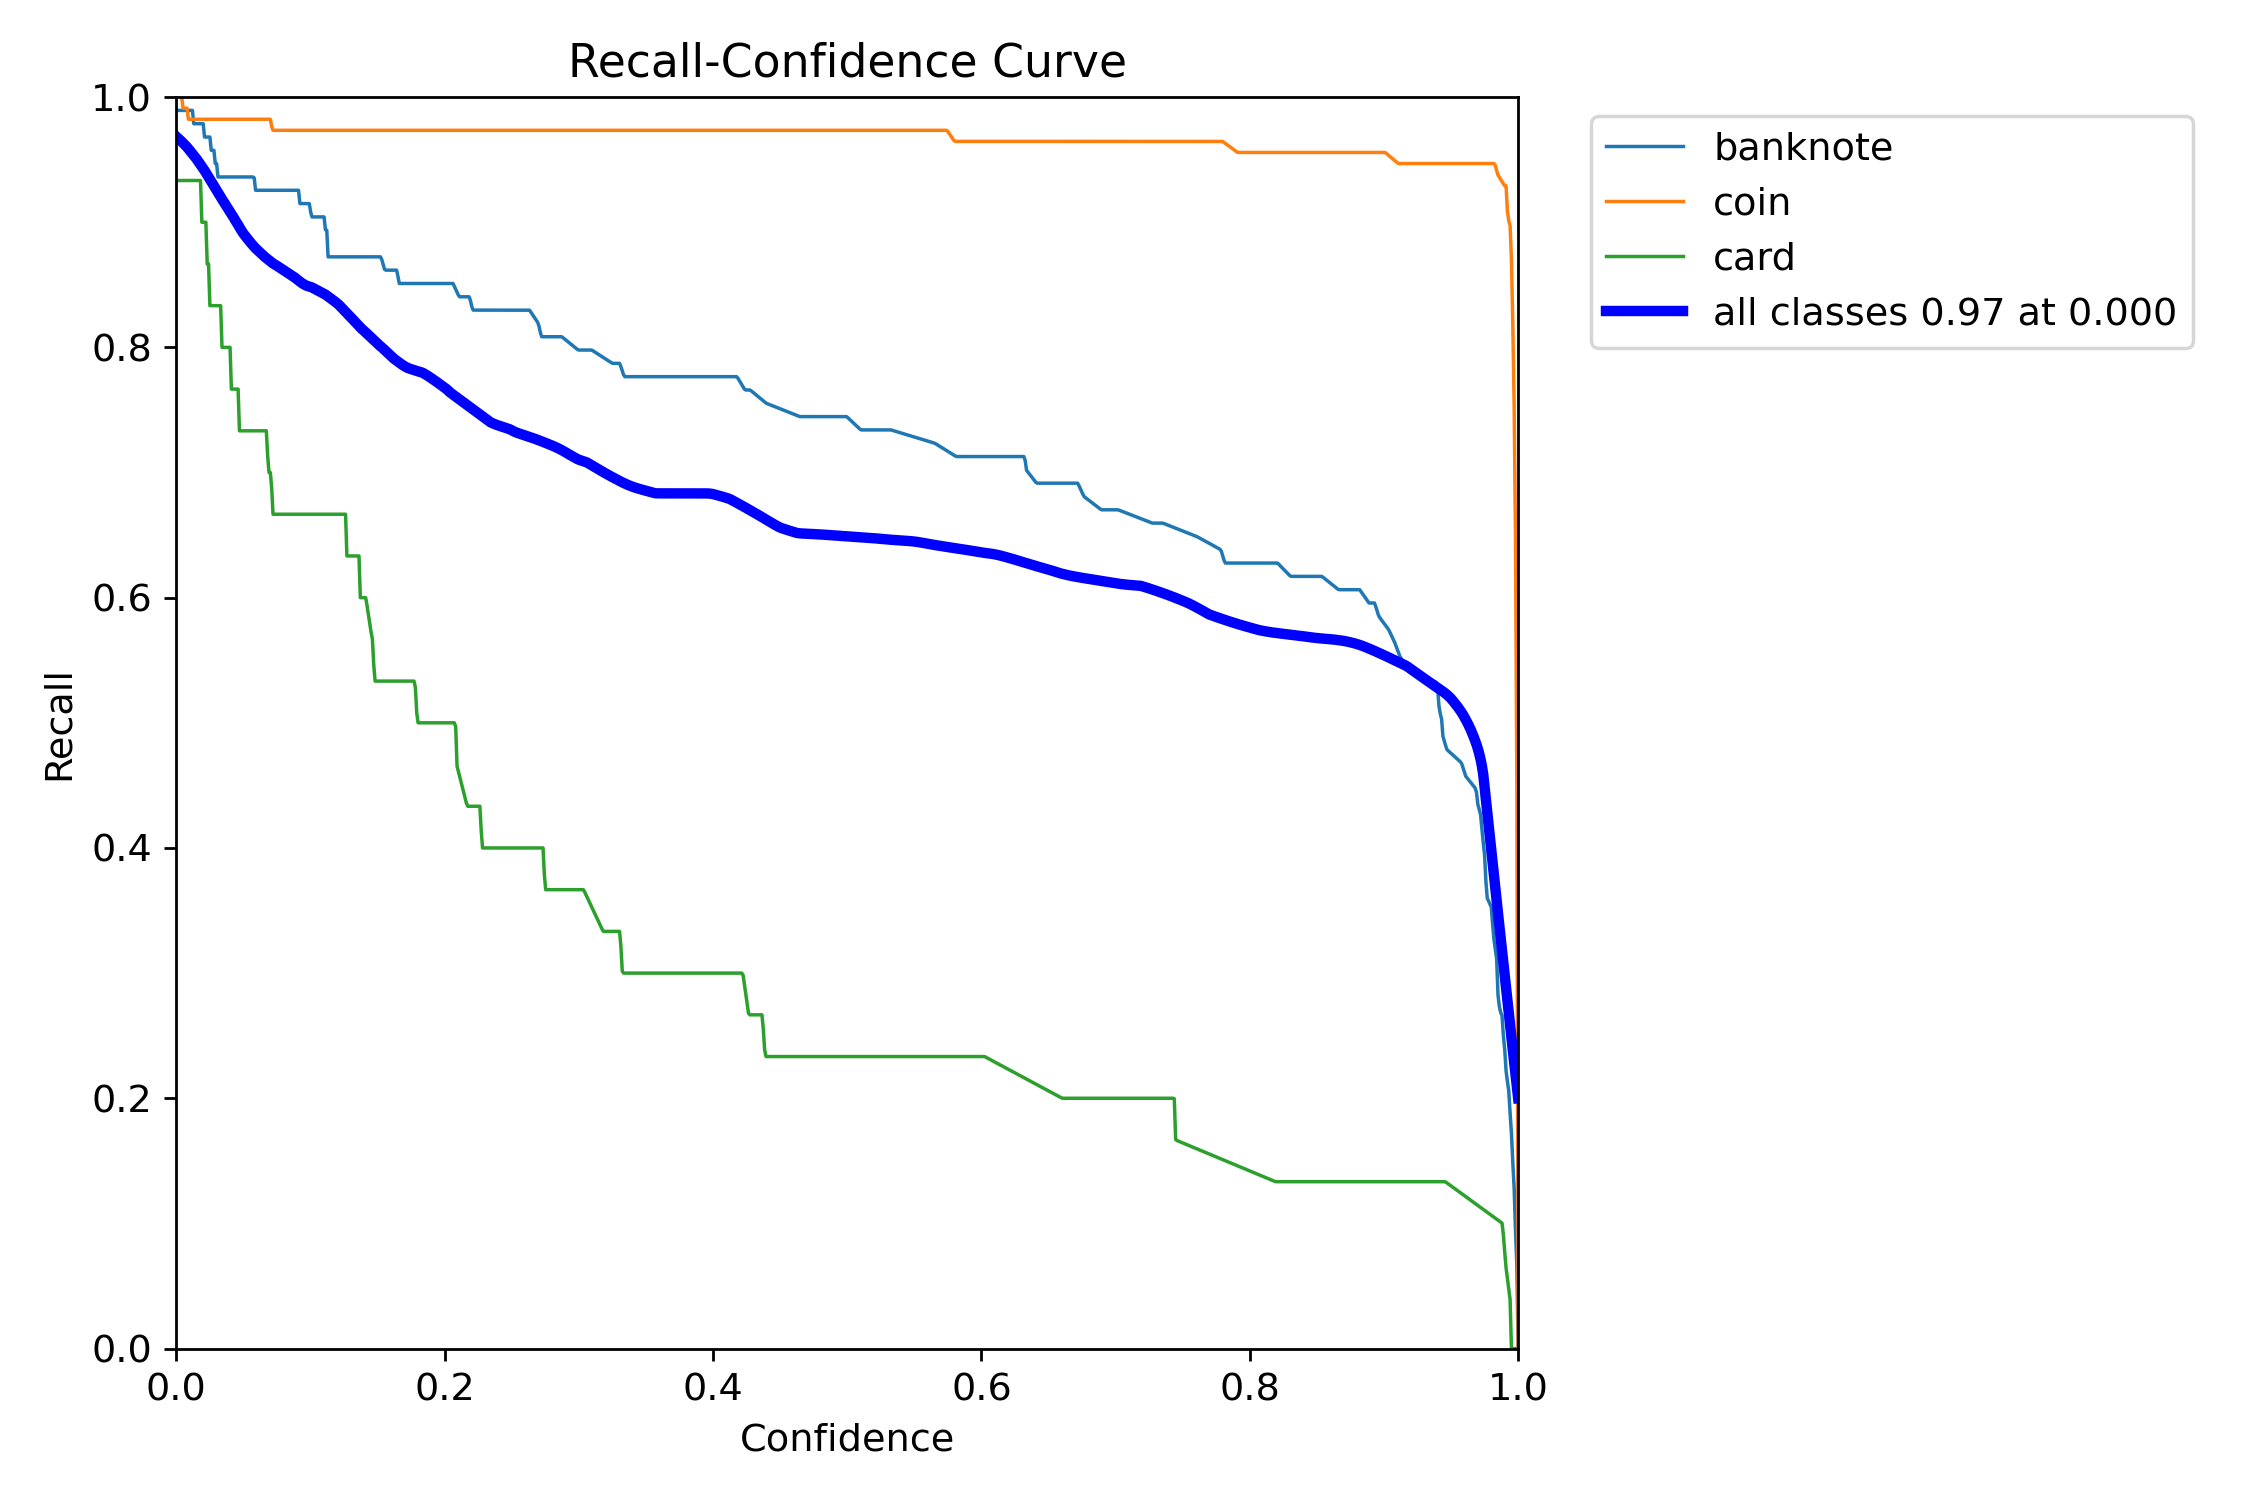 Recall-Confidence Curve
1.0
0.8
0.6
0.4
0.2
0.0
Recall
0.0 0.2 0.4 0.6 0.8 1.0
Confidence
banknote
coin
card
all classes 0.97 at 0.000